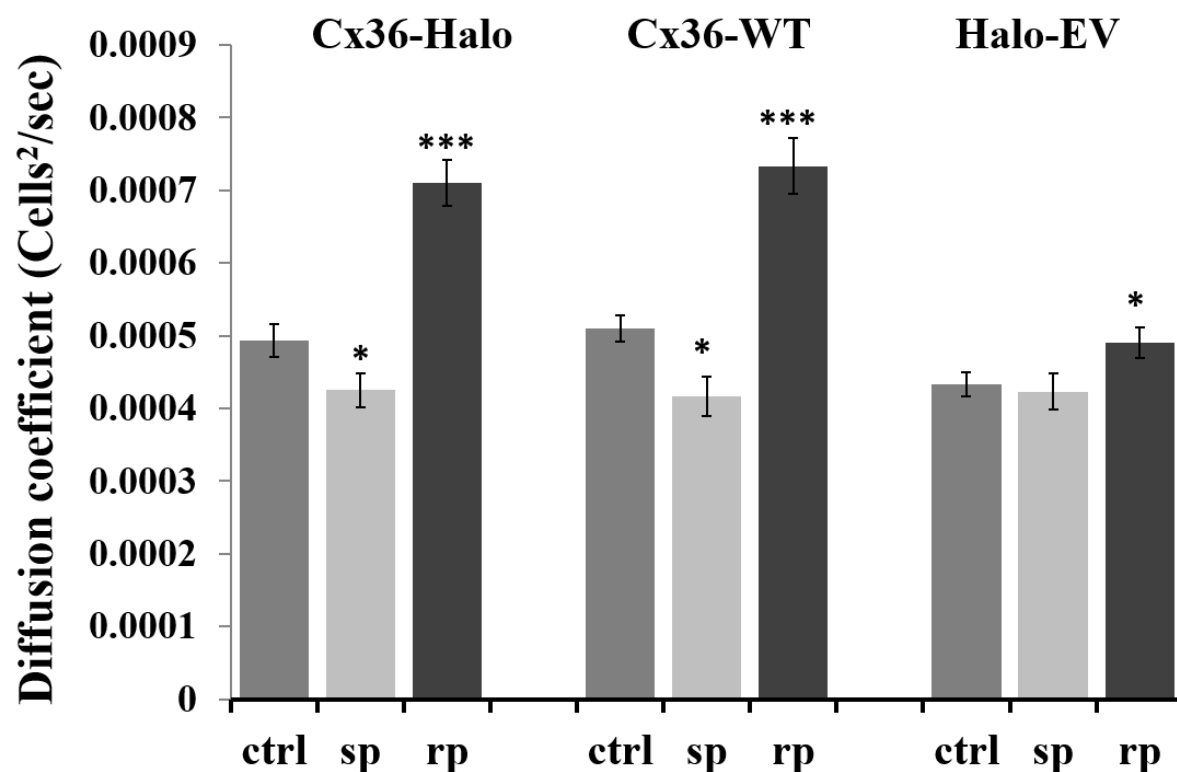 Cx36-Halo Cx36-WT Halo-EV
Diffusion coefficient (Cells²/sec)
0.0009
0.0008
0.0007
0.0006
0.0005
0.0004
0.0003
0.0002
0.0001
0
*** *** * * *
ctrl sp rp ctrl sp rp ctrl sp rp